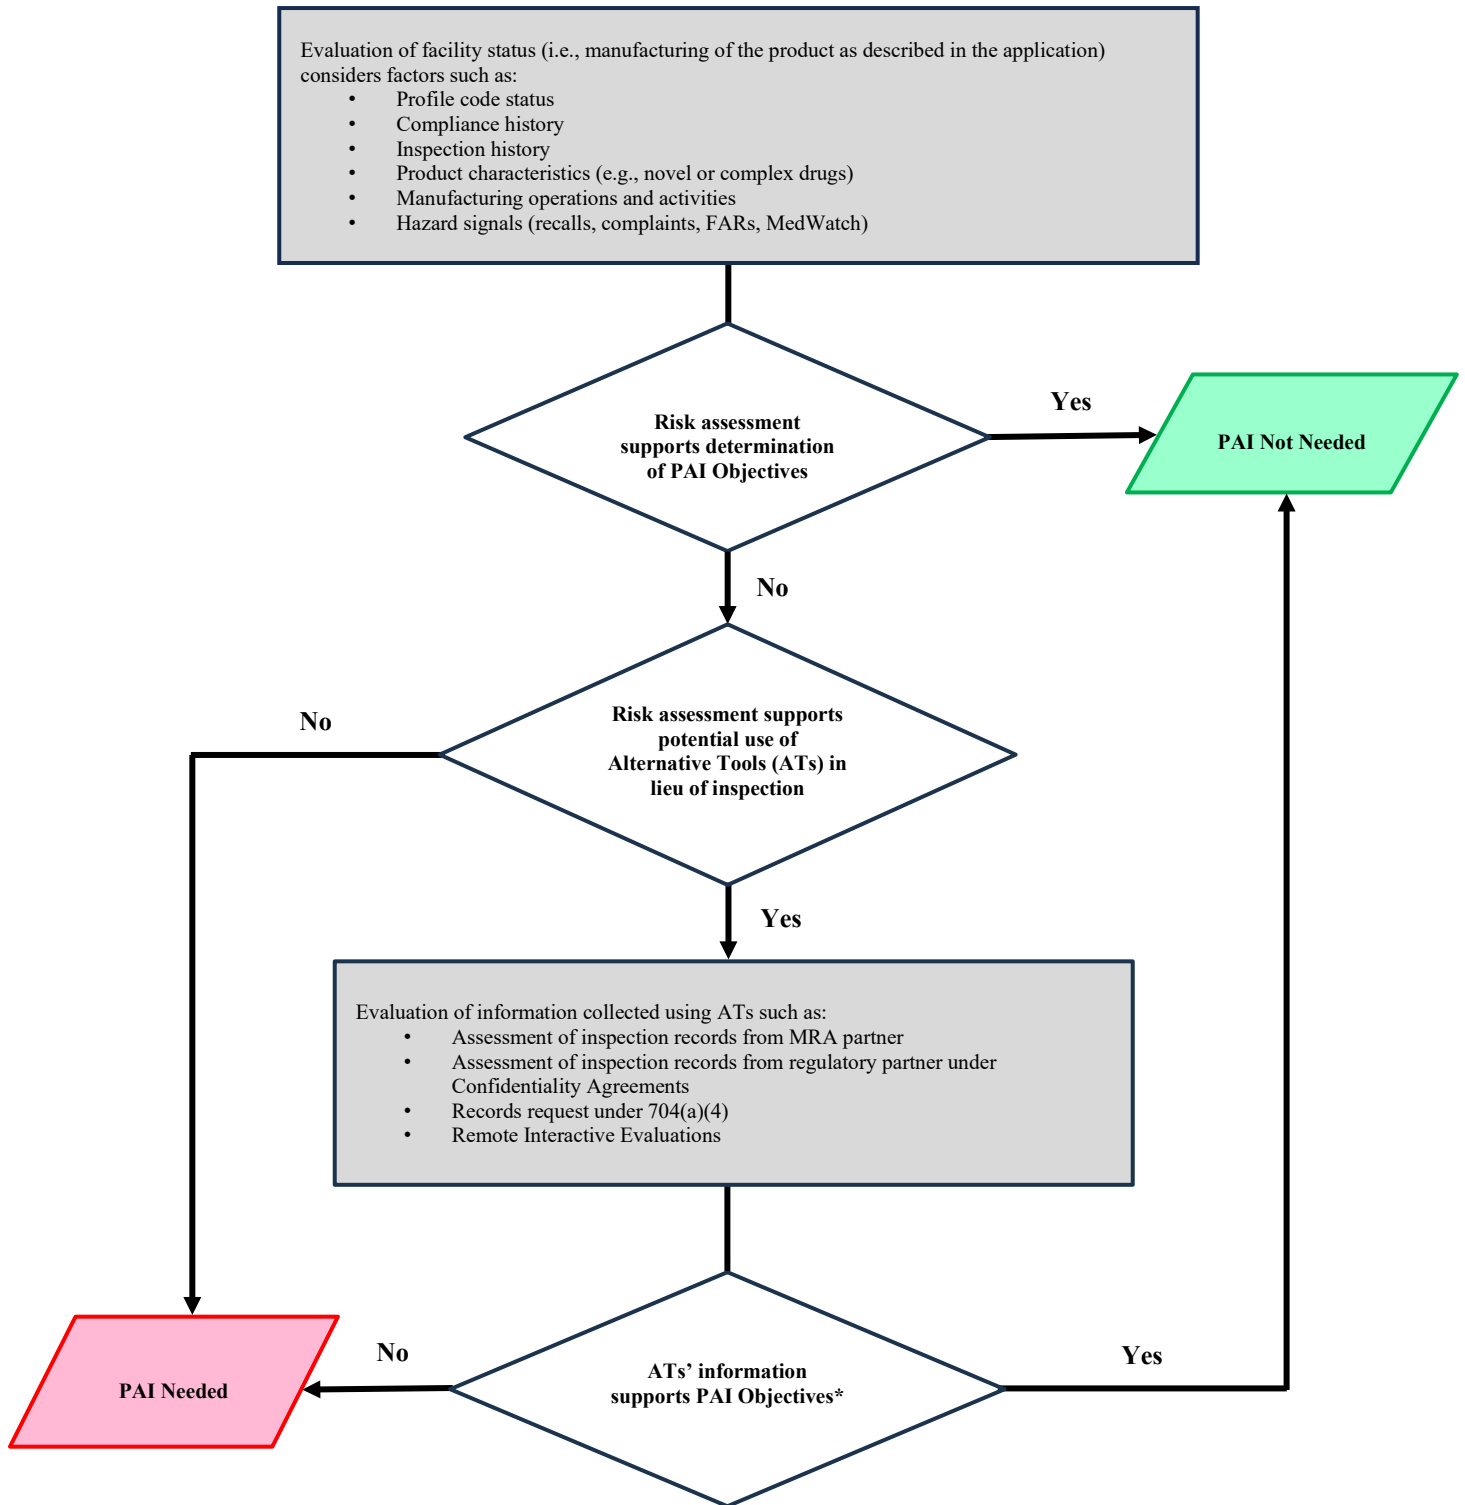 Evaluation of facility status (i.e., manufacturing of the product as described in the application)
considers factors such as:
• Profile code status
• Compliance history
• Inspection history
• Product characteristics (e.g., novel or complex drugs)
• Manufacturing operations and activities
• Hazard signals (recalls, complaints, FARs, MedWatch)
Risk assessment
supports determination
of PAI Objectives
Yes
PAI Not Needed
No
Risk assessment supports
potential use of
Alternative Tools (ATs) in
lieu of inspection
No
Yes
Evaluation of information collected using ATs such as:
• Assessment of inspection records from MRA partner
• Assessment of inspection records from regulatory partner under
Confidentiality Agreements
• Records request under 704(a)(4)
• Remote Interactive Evaluations
ATs’ information
supports PAI Objectives*
No
Yes
PAI Needed